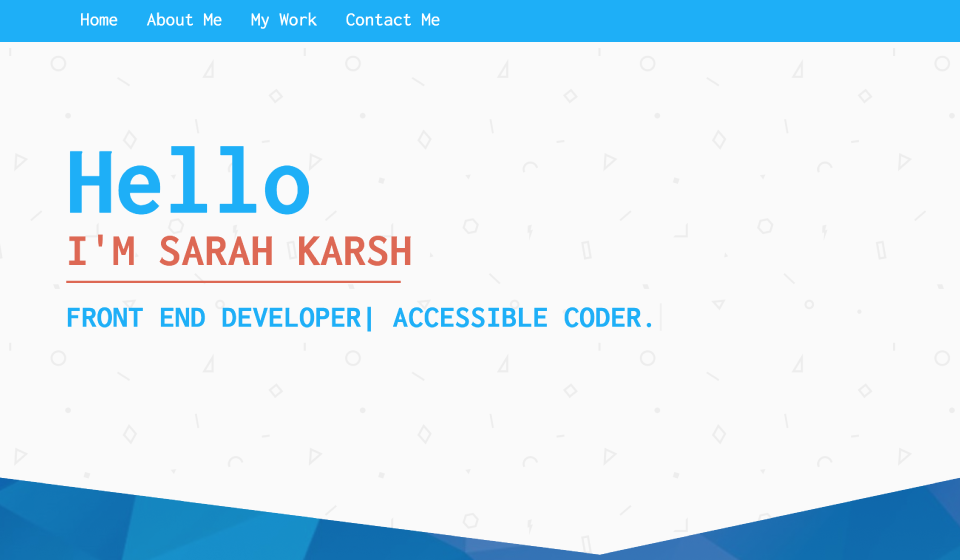 Home About Me My Work Contact Me
Hello
I'M SARAH KARSH
FRONT END DEVELOPER| ACCESSIBLE CODER.